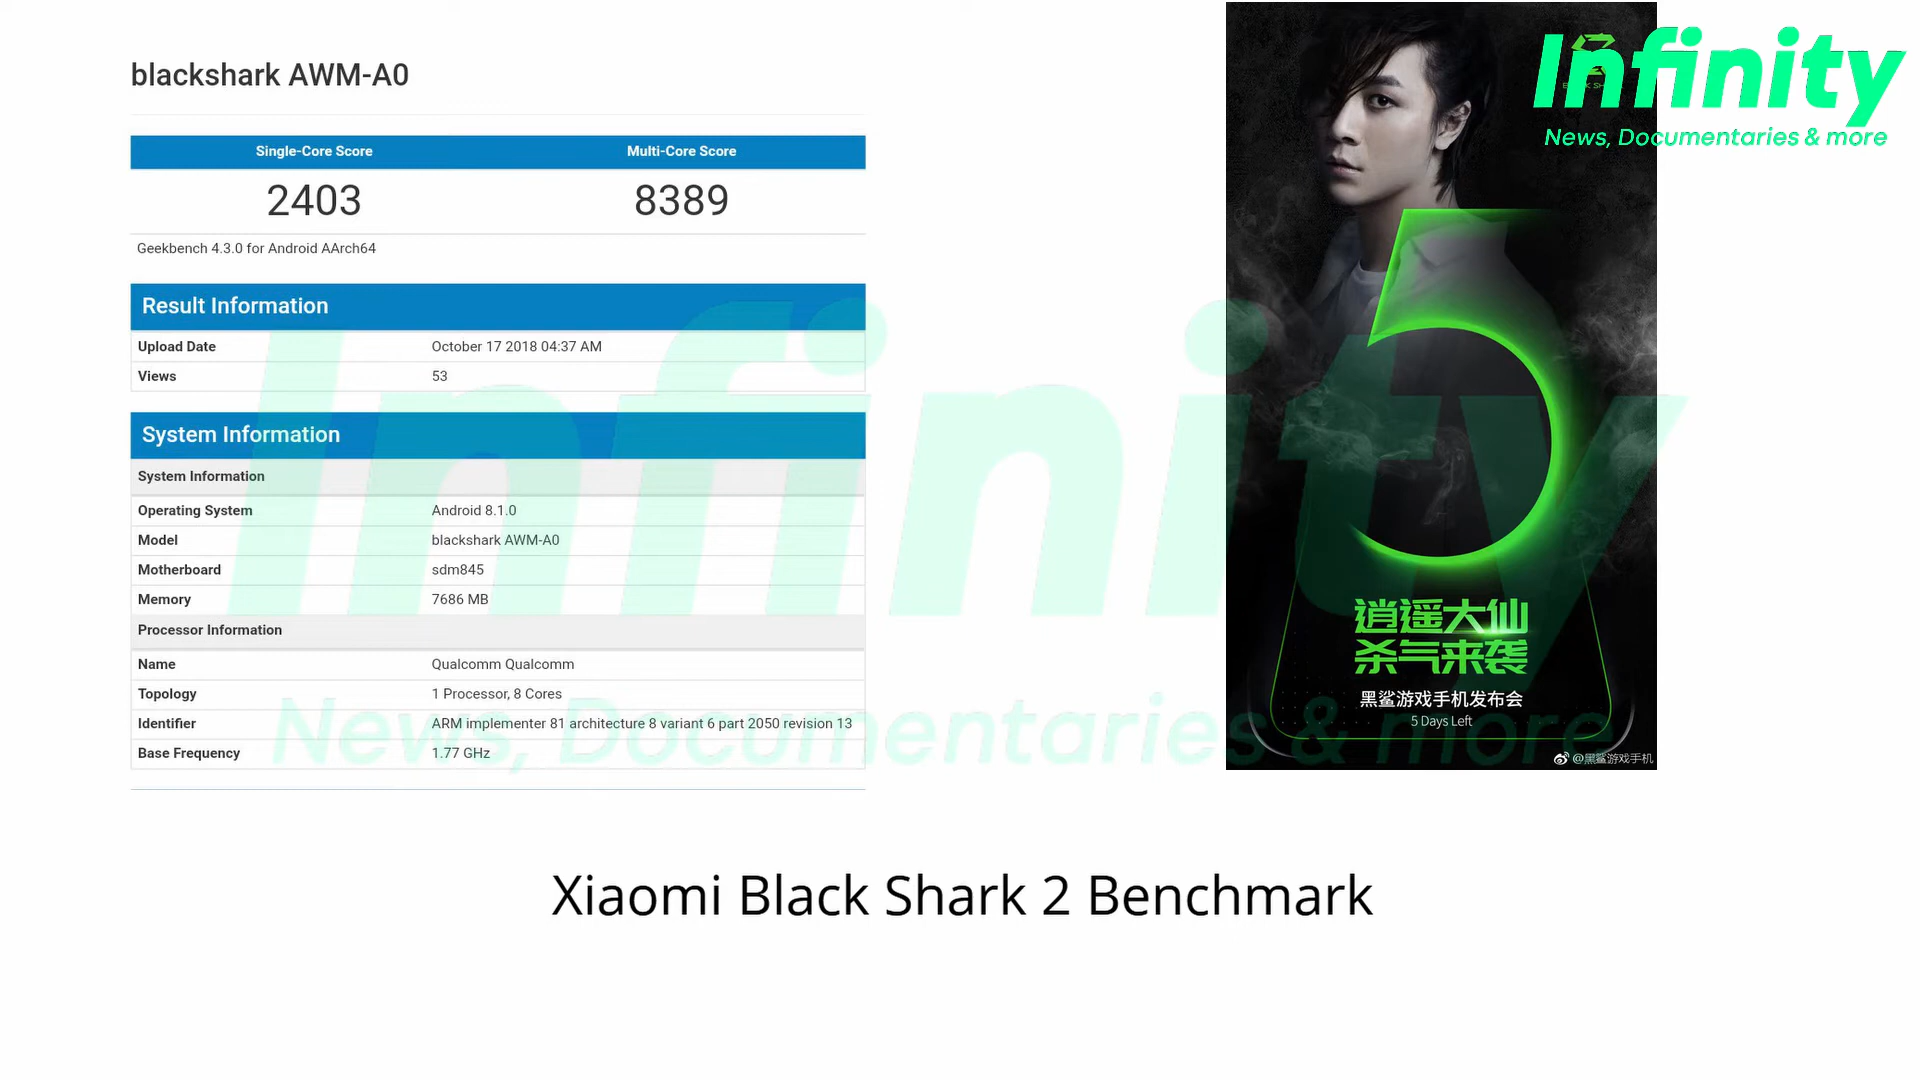 blackshark AWM-A0
Single-Core Score Multi-Core Score
2403 8389
Geekbench 4.3.0 for Android AArch64
Result Information
Upload Date October 17 2018 04:37 AM
Views 53
System Information
System Information
Operating System Android 8.1.0
Model blackshark AWM-A0
Motherboard sdm845
Memory 7686 MB
Processor Information
Name Qualcomm Qualcomm
Topology 1 Processor, 8 Cores
Identifier ARM implementer 81 architecture 8 variant 6 part 2050 revision 13
Base Frequency 1.77 GHz
Infinity
News, Documentaries & more
5
逍遥大仙
杀气来袭
黑鲨游戏手机发布会
5 Days Left
@黑鲨游戏手机
Infinity
News, Documentaries & more
Xiaomi Black Shark 2 Benchmark